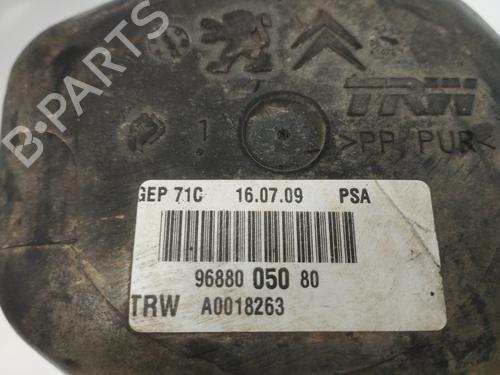 TRW
1
>PP/PUR<
GEP 71C 16.07.09 PSA
96880 050 80
TRW A0018263
B-PARTS